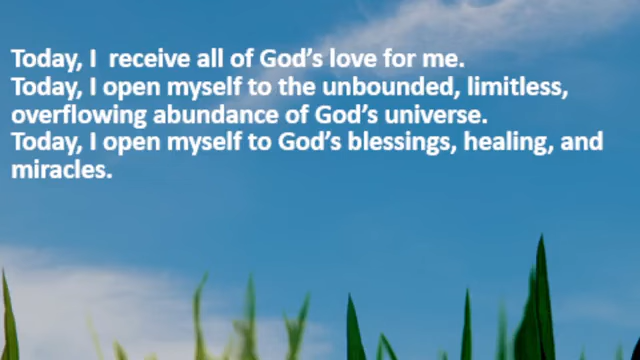 Today, I  receive all of God’s love for me.
Today, I open myself to the unbounded, limitless,
overflowing abundance of God’s universe.
Today, I open myself to God’s blessings, healing, and
miracles.